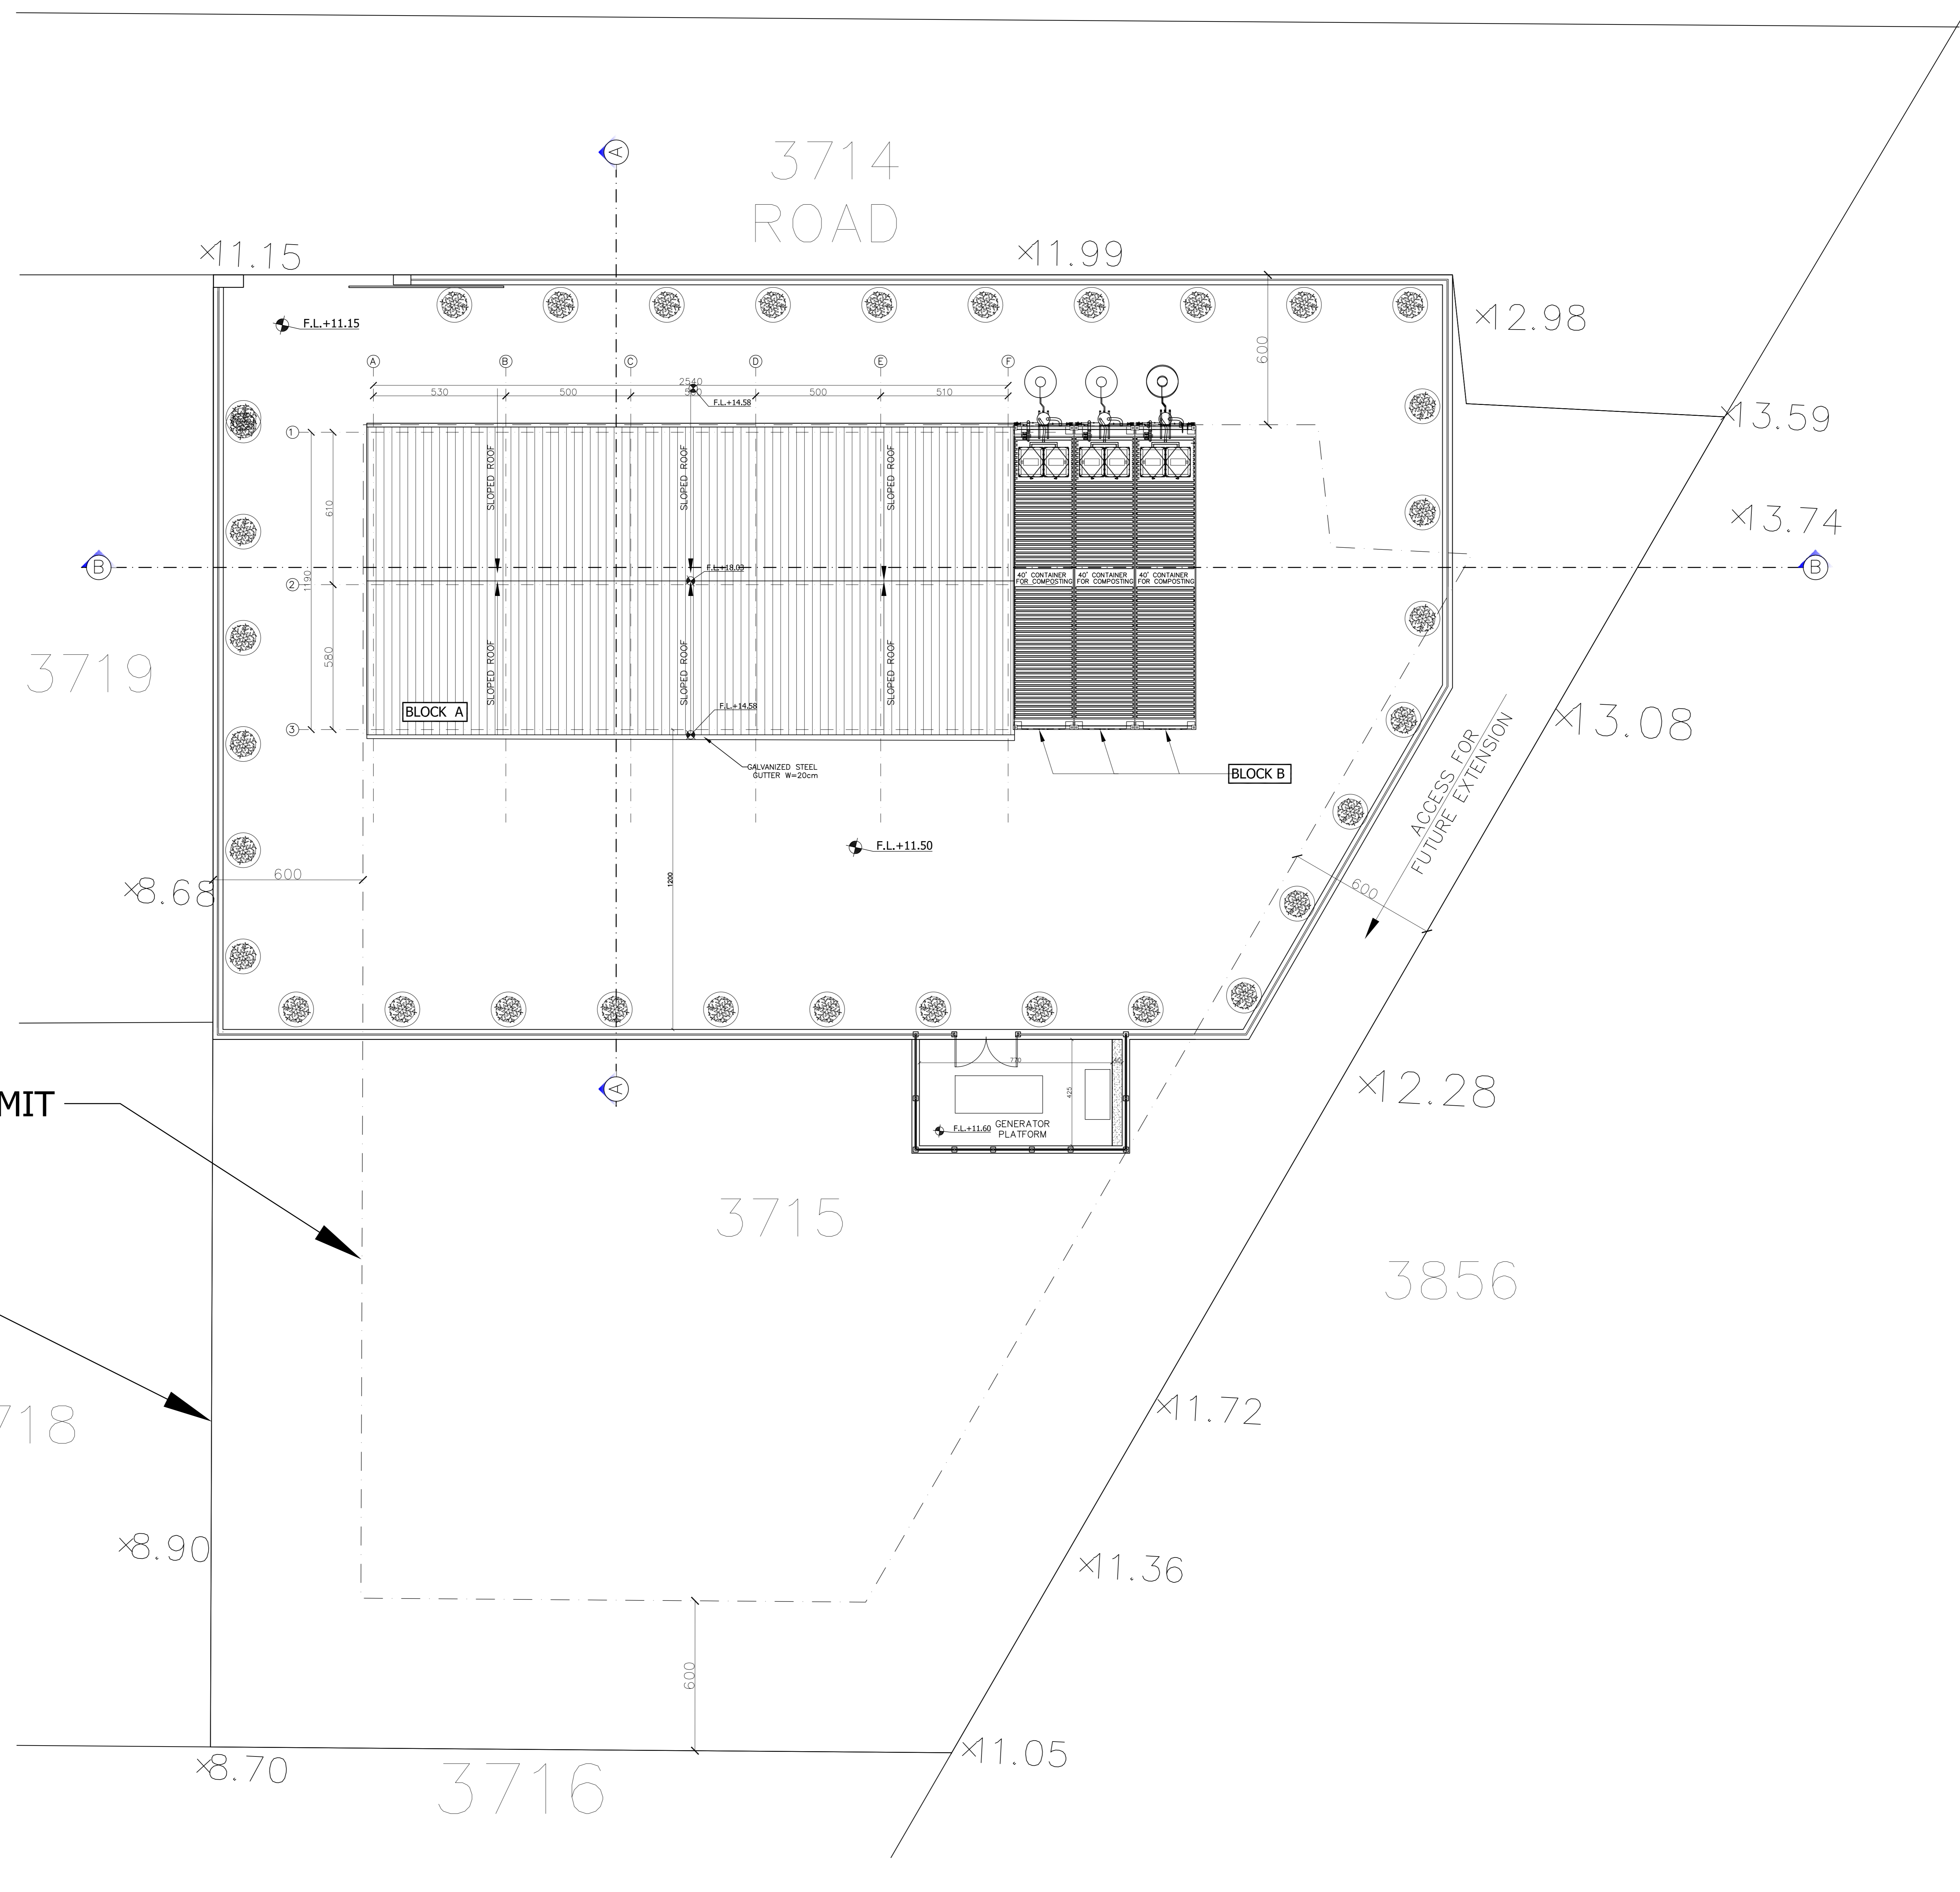 3714
ROAD
A
11.15
11.99
12.98
F.L.+11.15
600
A
B
C
D
E
F
2540
530
500
500
510
F.L.+14.58
13.59
1
SLOPED ROOF
SLOPED ROOF
SLOPED ROOF
610
13.74
B
F.L.+18.03
40' CONTAINER
FOR COMPOSTING
40' CONTAINER
FOR COMPOSTING
40' CONTAINER
FOR COMPOSTING
B
2
1190
3719
580
SLOPED ROOF
SLOPED ROOF
SLOPED ROOF
BLOCK A
F.L.+14.58
3
13.08
GALVANIZED STEEL
GUTTER W=20cm
BLOCK B
ACCESS FOR
FUTURE EXTENSION
F.L.+11.50
600
1200
600
8.68
A
MIT
770
40
425
F.L.+11.60
GENERATOR
PLATFORM
12.28
3715
3856
718
11.72
8.90
11.36
600
8.70
3716
11.05